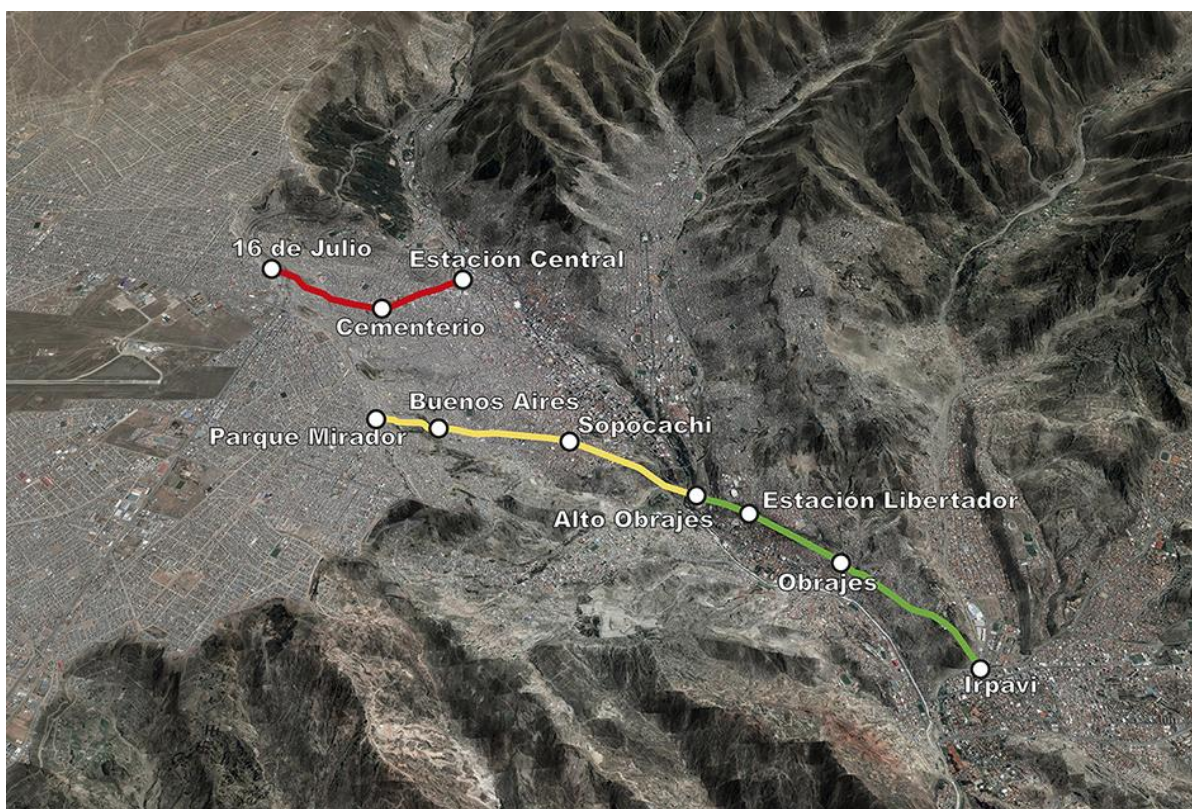 16 de Julio
Estación Central
Cementerio
Buenos Aires
Parque Mirador
Sopocachi
Alto Obrajes
Estación Libertador
Obrajes
Irpavi